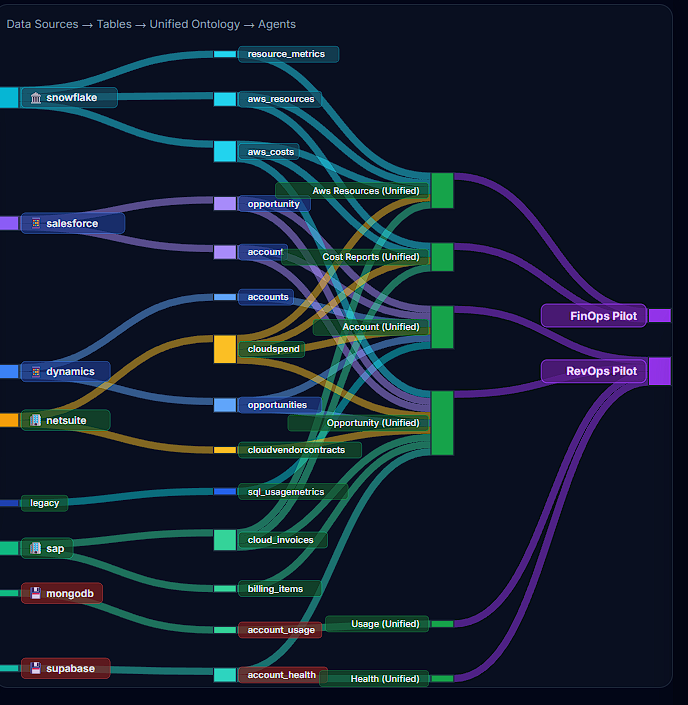 Data Sources → Tables → Unified Ontology → Agents
resource_metrics
snowflake
aws_resources
aws_costs
Aws Resources (Unified)
opportunity
salesforce
account
Cost Reports (Unified)
accounts
FinOps Pilot
Account (Unified)
cloudspend
dynamics
RevOps Pilot
opportunities
netsuite
Opportunity (Unified)
cloudvendorcontracts
sql_usagemetrics
legacy
cloud_invoices
sap
billing_items
mongodb
Usage (Unified)
account_usage
supabase
account_health
Health (Unified)